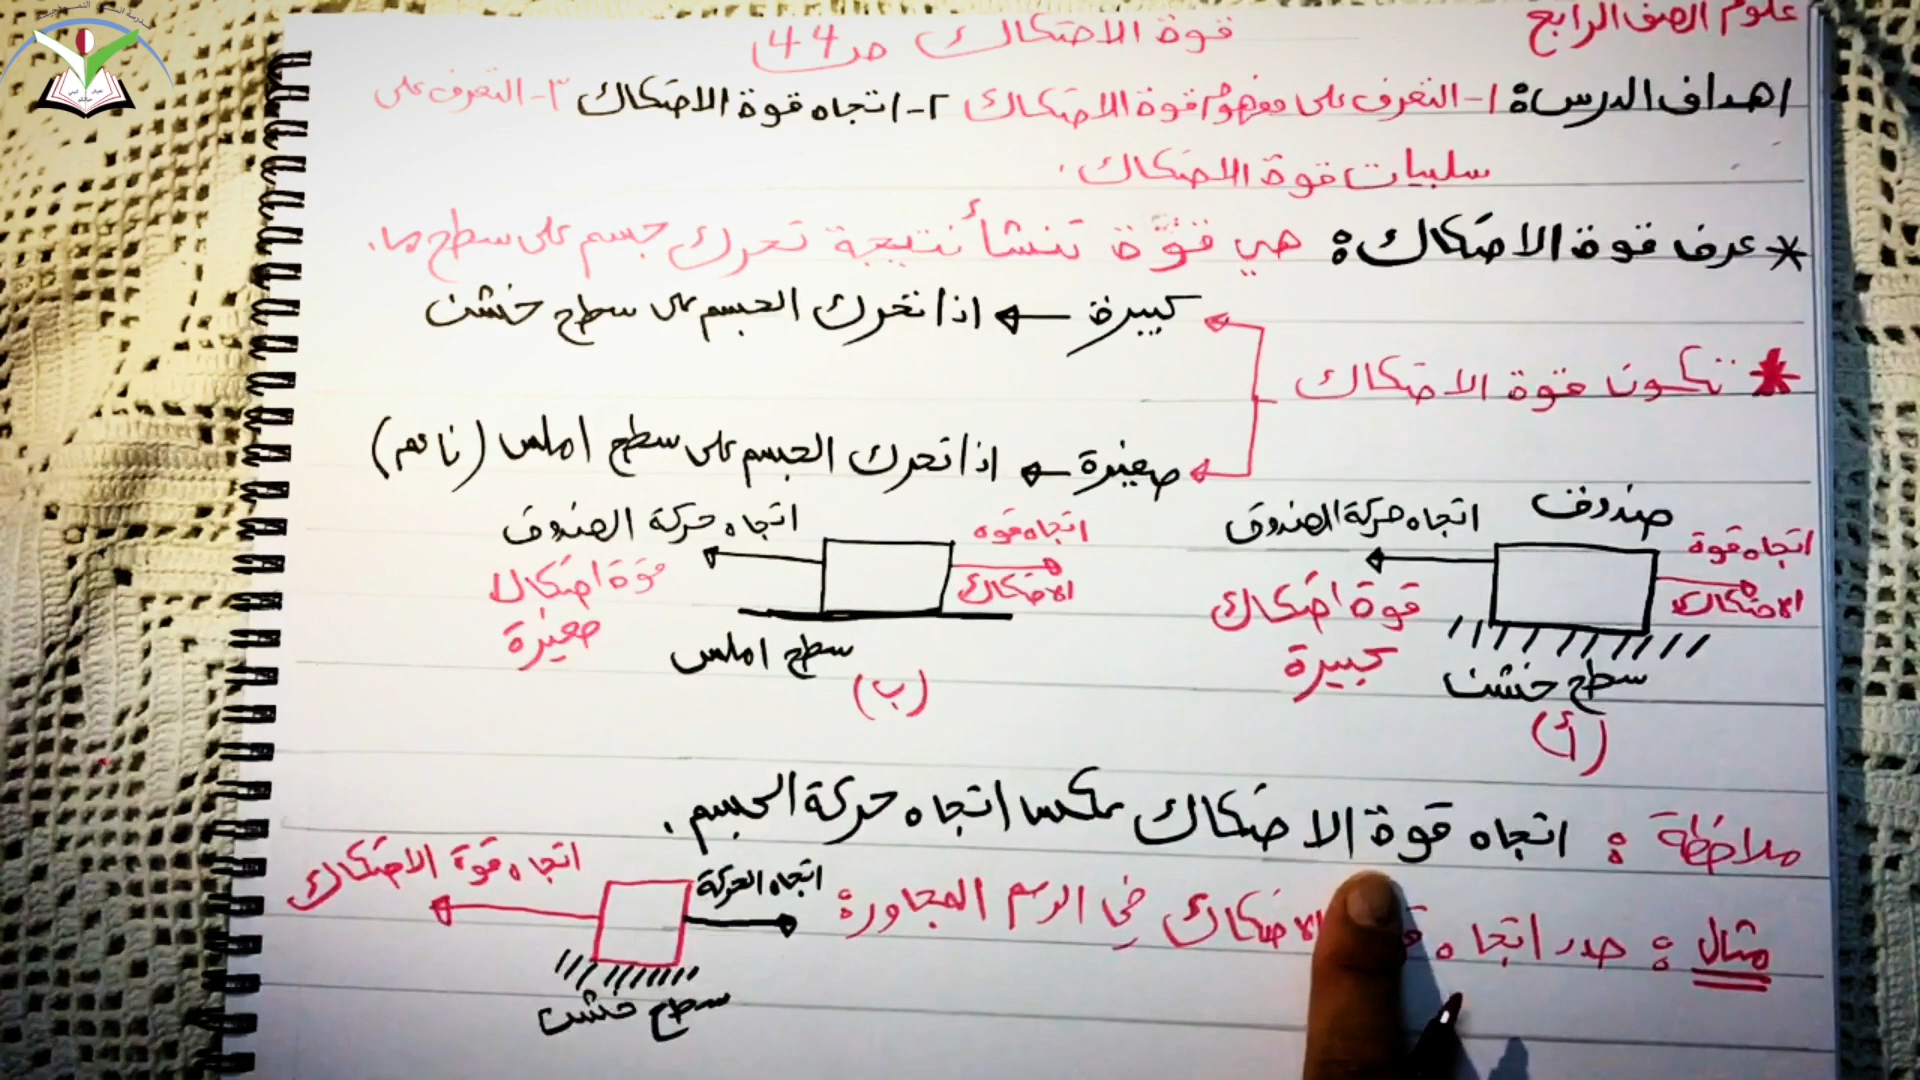 علوم الصف الرابع
قوة الاحتكاك صـ 44
اهداف الدرس: ١- التعرف على مفهوم قوة الاحتكاك ٢- اتجاه قوة الاحتكاك ٣- التعرف على
سلبيات قوة الاحتكاك.
* عرف قوة الاحتكاك: هي قوّة تنشأ نتيجة تحرك جسم على سطح ما.
كبيرة ← اذا تحرك الجسم على سطح خشن
* تكون قوة الاحتكاك
صغيرة ← اذا تحرك الجسم على سطح املس (ناعم)
صندوق
اتجاه حركة الصندوق
اتجاه قوة
الاحتكاك
قوة احتكاك
كبيرة
سطح خشن
(أ)
اتجاه قوه
الاحتكاك
اتجاه حركة الصندوق
قوة احتكاك
صغيرة
سطح املس
(ب)
ملاحظة: اتجاه قوة الاحتكاك عكس اتجاه حركة الجسم.
مثال: حدد اتجاه الاحتكاك في الرسم المجاور:
اتجاه الحركة
اتجاه قوة الاحتكاك
سطح خشن